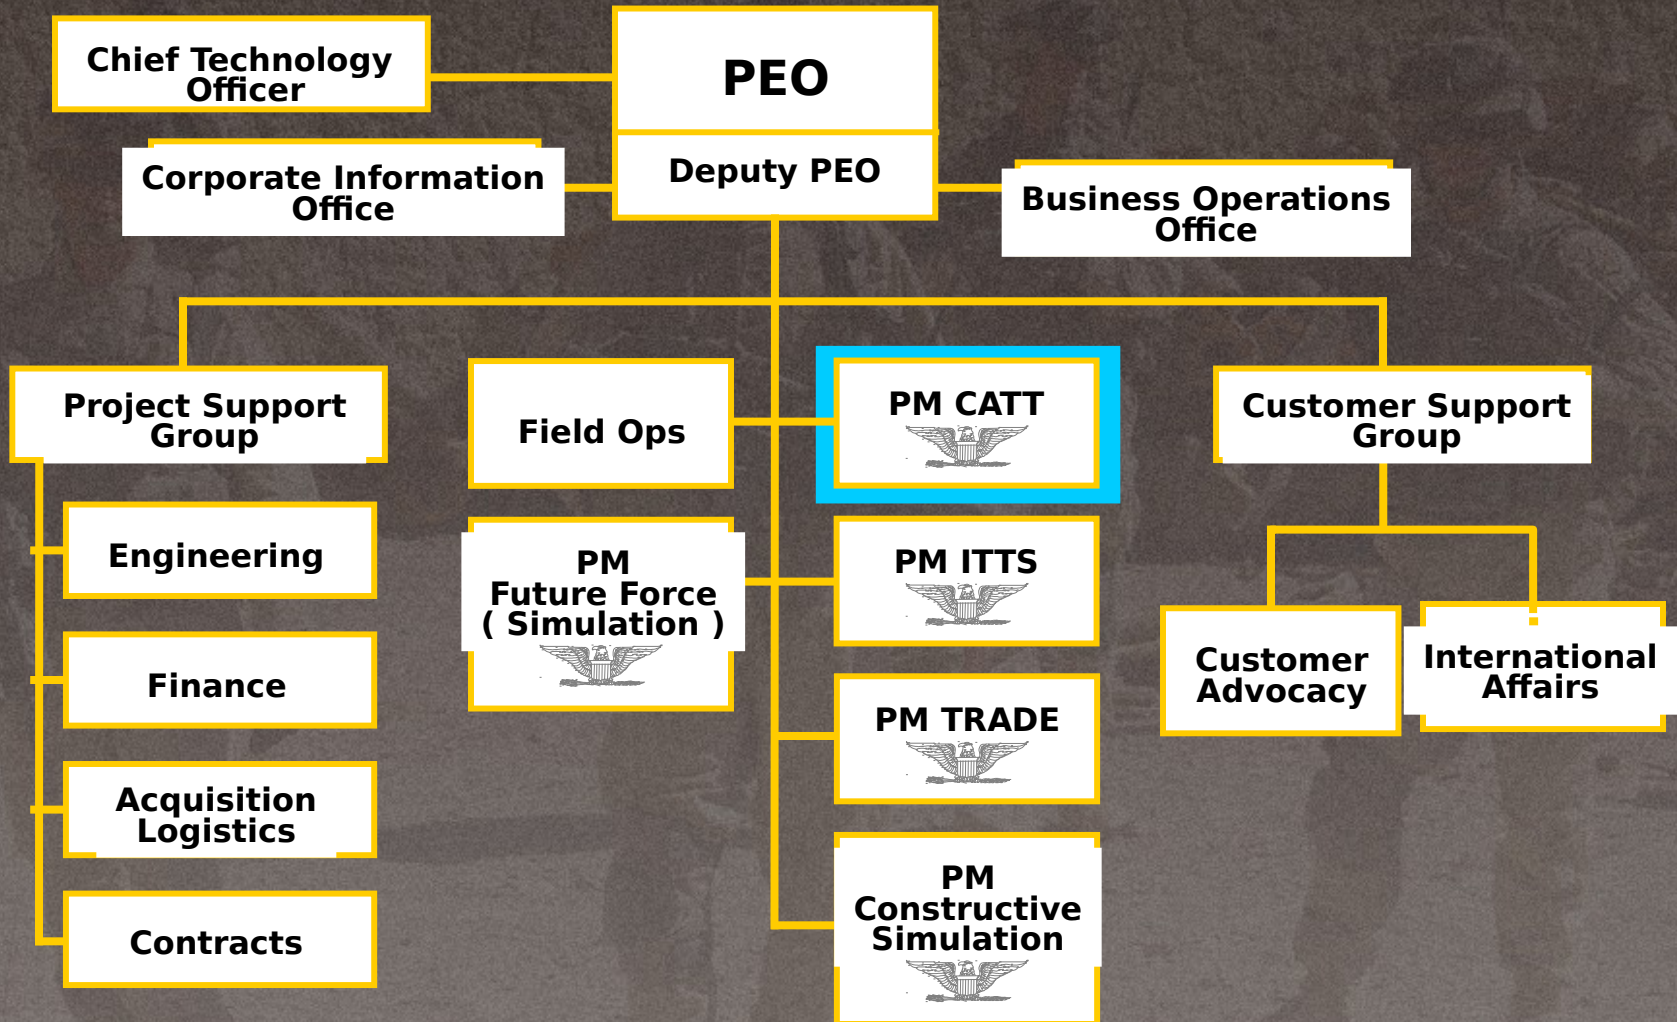 Chief Technology
Officer
PEO
Deputy PEO
Corporate Information
Office
Business Operations
Office
Project Support
Group
Field Ops
PM CATT
Customer Support
Group
Engineering
PM
Future Force
( Simulation )
PM ITTS
Finance
PM TRADE
Customer
Advocacy
International
Affairs
Acquisition
Logistics
PM
Constructive
Simulation
Contracts